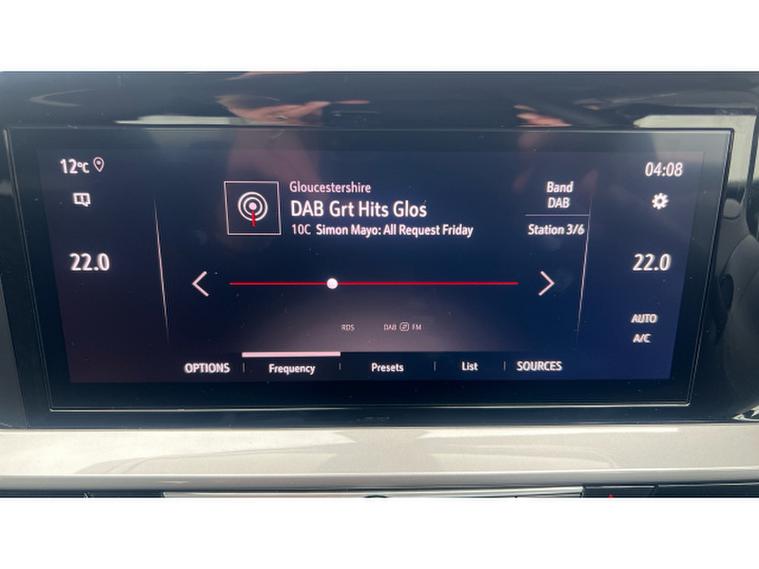 12°C
04:08
Gloucestershire
DAB Grt Hits Glos
10C Simon Mayo: All Request Friday
Band
DAB
Station 3/6
22.0
22.0
RDS DAB FM
AUTO
A/C
OPTIONS Frequency Presets List SOURCES